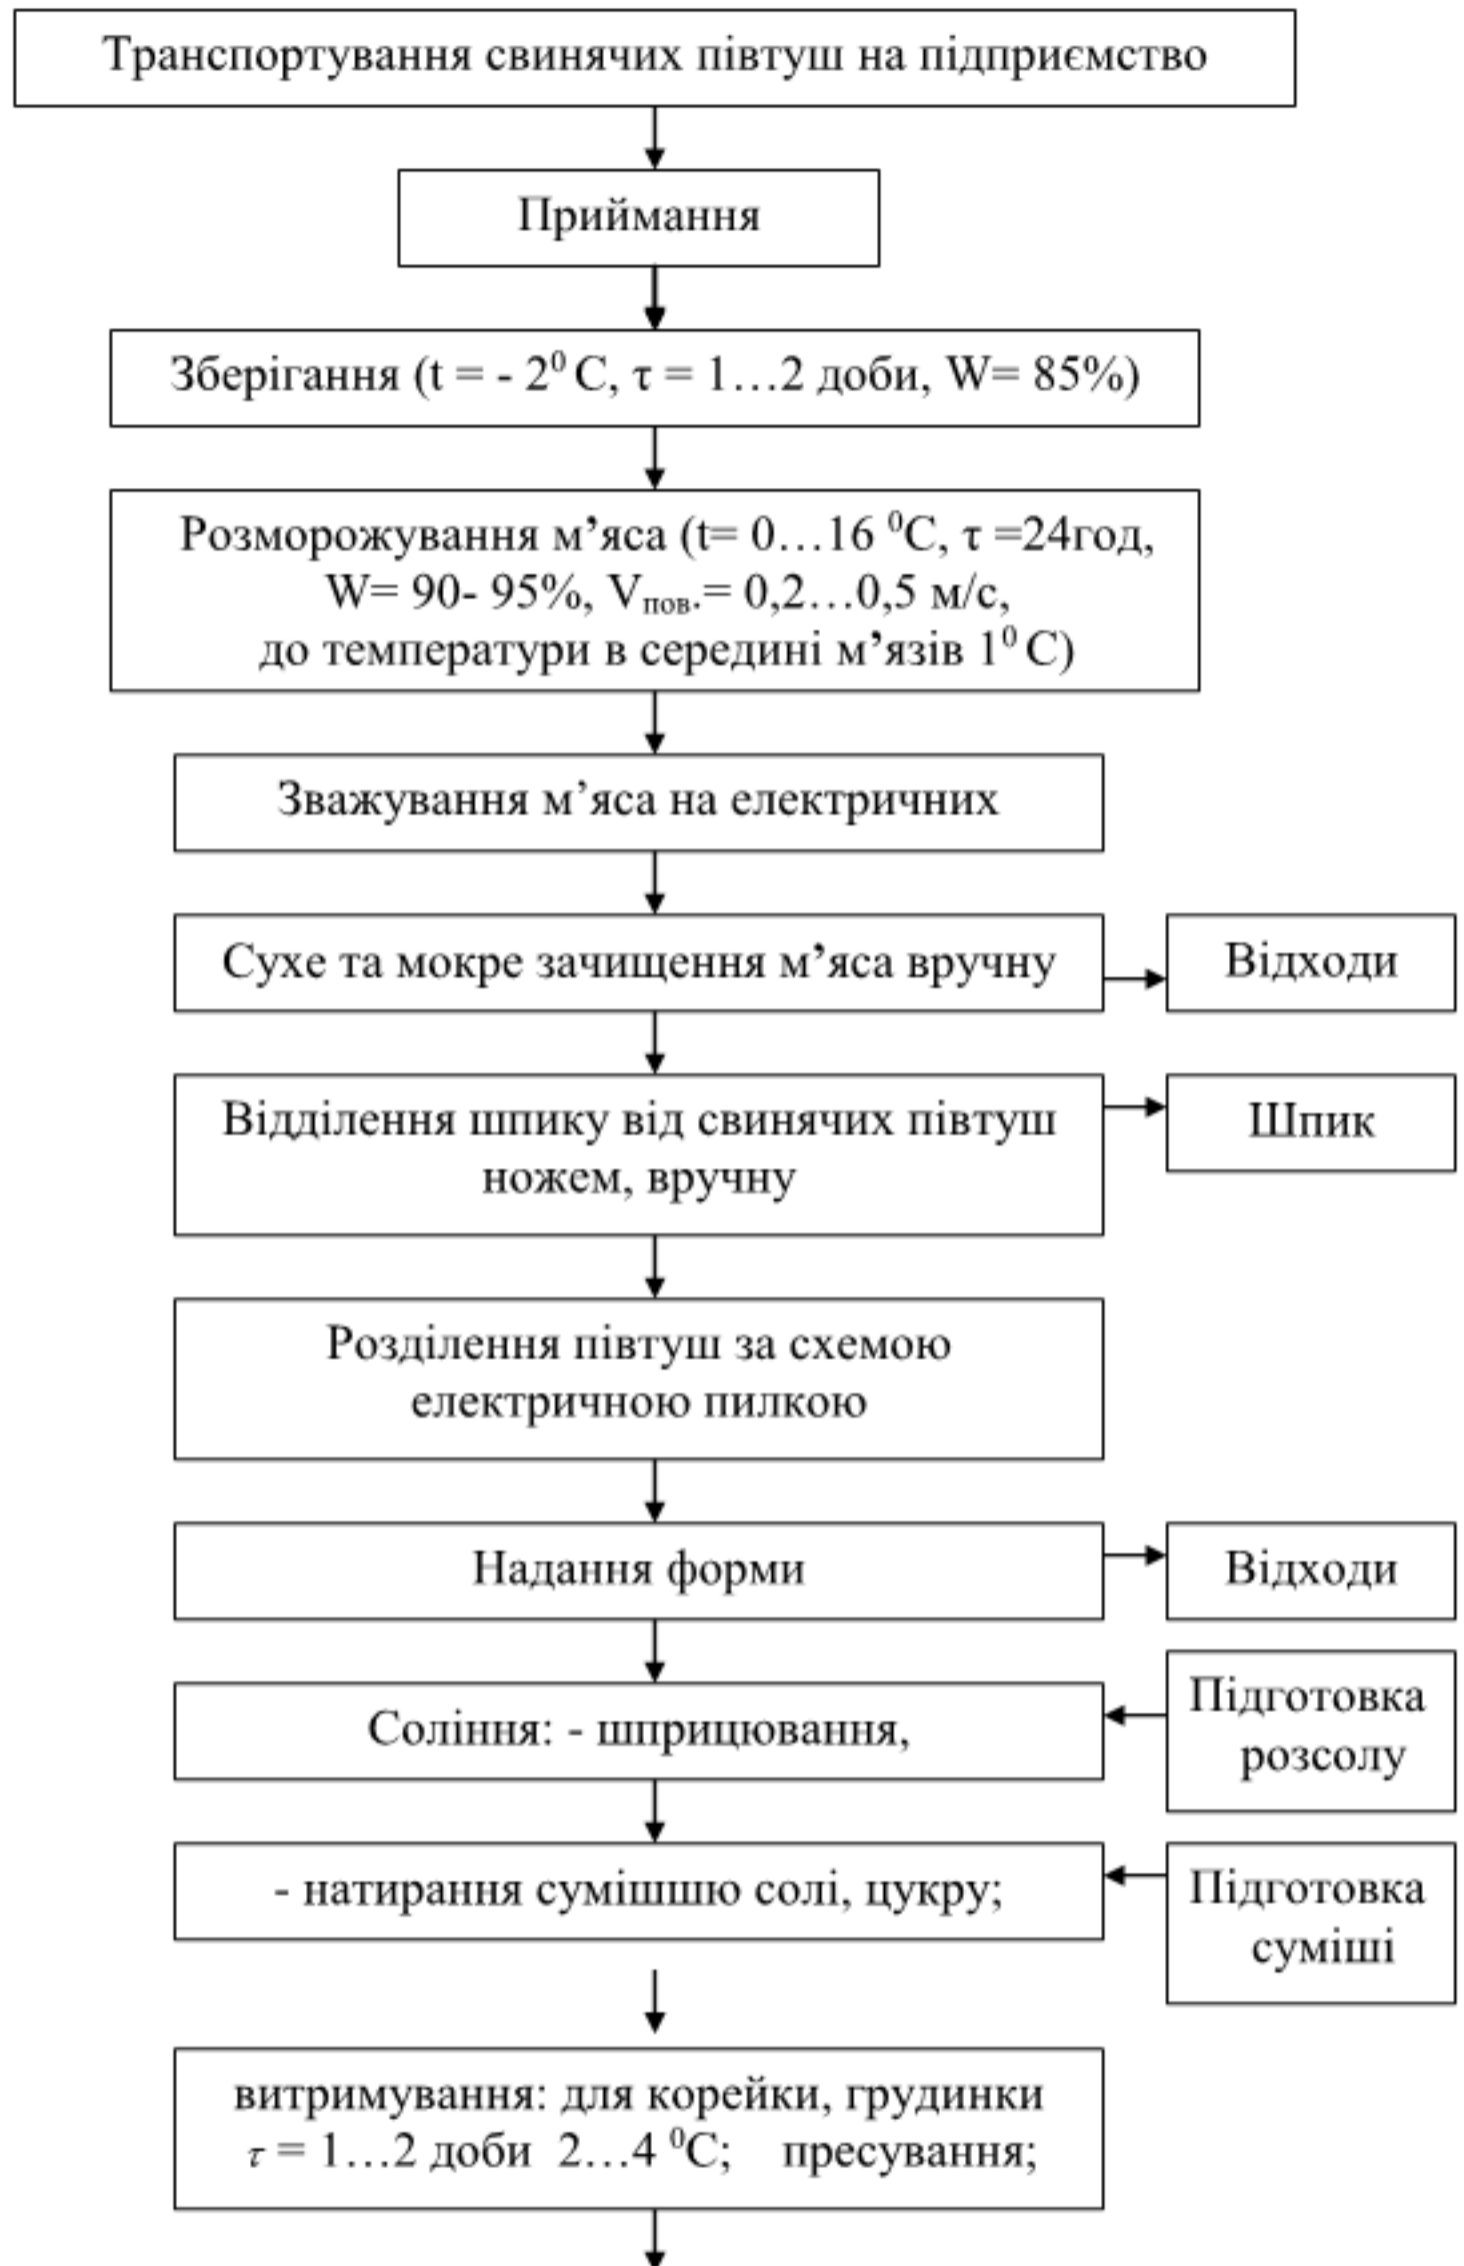 Транспортування свинячих півтуш на підприємство
Приймання
Зберігання (t = - 2⁰ С, τ = 1…2 доби, W= 85%)
Розморожування м’яса (t= 0…16 ⁰С, τ =24год,
W= 90- 95%, Vпов.= 0,2…0,5 м/с,
до температури в середині м’язів 1⁰ С)
Зважування м’яса на електричних
Сухе та мокре зачищення м’яса вручну
Відходи
Відділення шпику від свинячих півтуш
ножем, вручну
Шпик
Розділення півтуш за схемою
електричною пилкою
Надання форми
Відходи
Соління: - шприцювання,
Підготовка
розсолу
- натирання сумішшю солі, цукру;
Підготовка
суміші
витримування: для корейки, грудинки
τ = 1…2 доби  2…4 ⁰С;    пресування;